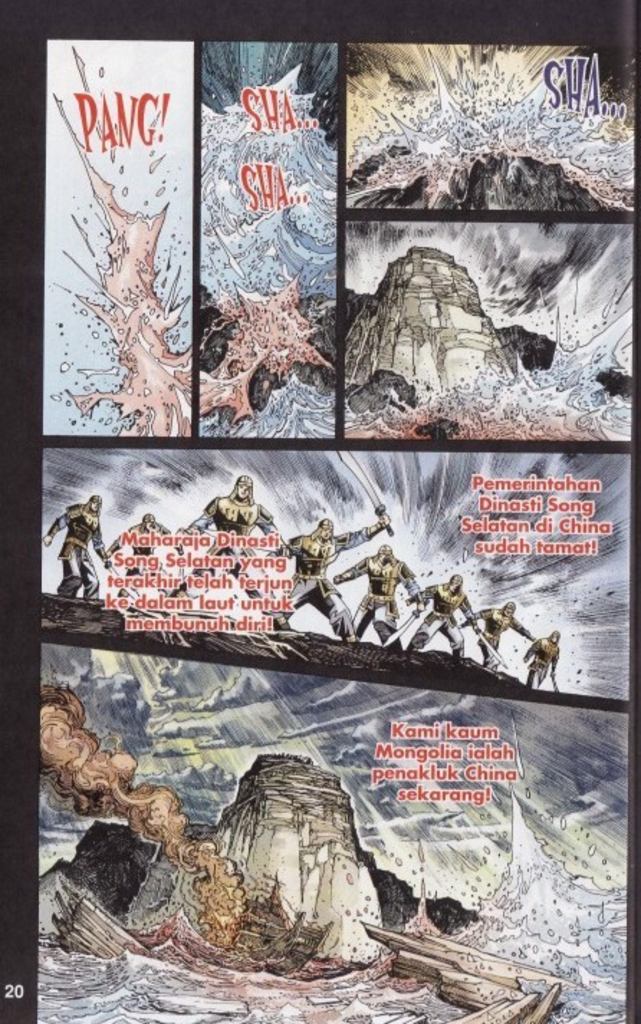 PANG!
SHA...
SHA...
SHA...
Maharaja Dinasti
Song Selatan yang
terakhir telah terjun
ke dalam laut untuk
membunuh diri!
Pemerintahan
Dinasti Song
Selatan di China
sudah tamat!
Kami kaum
Mongolia ialah
penakluk China
sekarang!
20